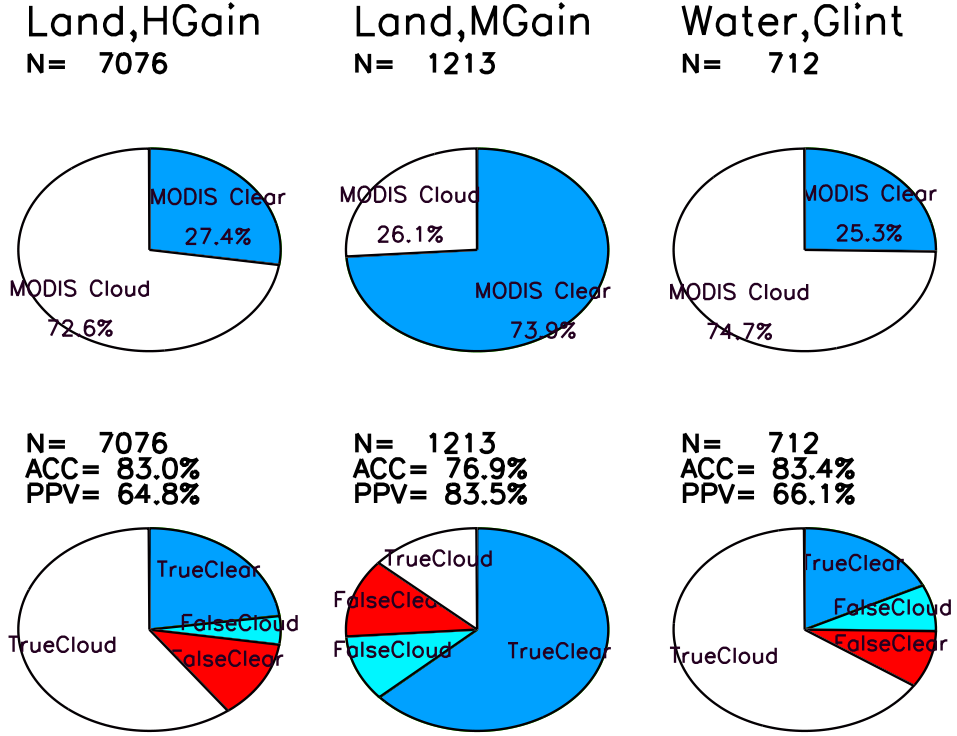 Land,HGain
N= 7076
MODIS Clear
27.4%
MODIS Cloud
72.6%
Land,MGain
N= 1213
MODIS Cloud
26.1%
MODIS Clear
73.9%
Water,Glint
N= 712
MODIS Clear
25.3%
MODIS Cloud
74.7%
N= 7076
ACC= 83.0%
PPV= 64.8%
TrueClear
FalseCloud
FalseClear
TrueCloud
N= 1213
ACC= 76.9%
PPV= 83.5%
TrueCloud
FalseClear
FalseCloud
TrueClear
N= 712
ACC= 83.4%
PPV= 66.1%
TrueClear
FalseCloud
FalseClear
TrueCloud